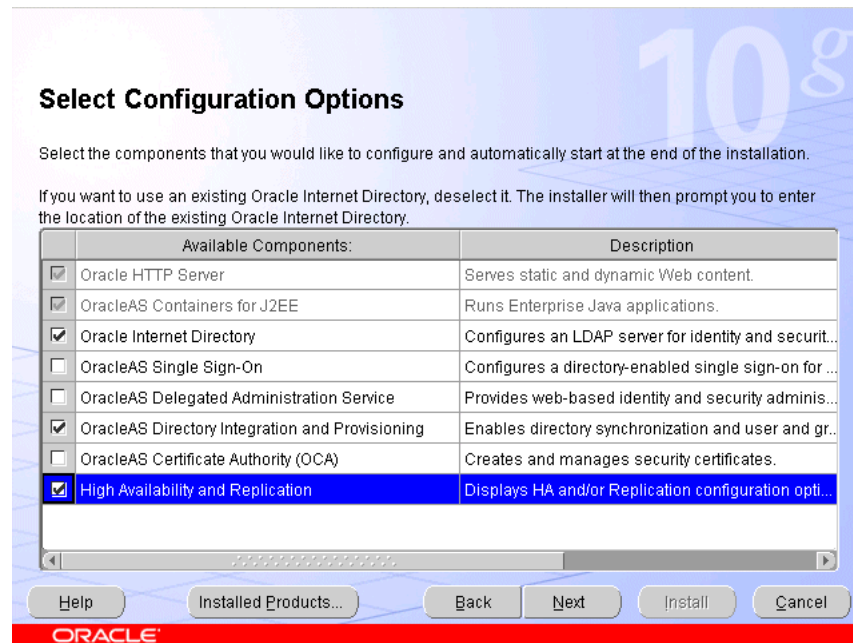 10g
Select Configuration Options
Select the components that you would like to configure and automatically start at the end of the installation.
If you want to use an existing Oracle Internet Directory, deselect it. The installer will then prompt you to enter
the location of the existing Oracle Internet Directory.
Available Components: Description
Oracle HTTP Server Serves static and dynamic Web content.
OracleAS Containers for J2EE Runs Enterprise Java applications.
Oracle Internet Directory Configures an LDAP server for identity and securit...
OracleAS Single Sign-On Configures a directory-enabled single sign-on for ...
OracleAS Delegated Administration Service Provides web-based identity and security adminis...
OracleAS Directory Integration and Provisioning Enables directory synchronization and user and gr...
OracleAS Certificate Authority (OCA) Creates and manages security certificates.
High Availability and Replication Displays HA and/or Replication configuration opti...
Help Installed Products... Back Next Install Cancel
ORACLE